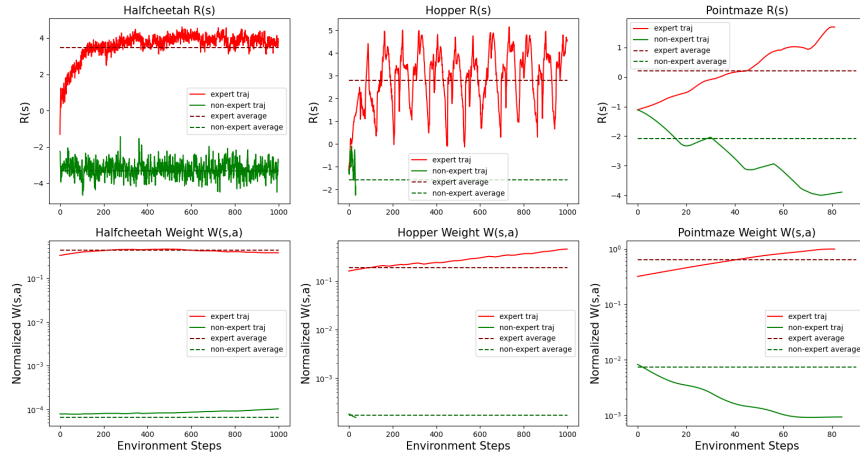 Halfcheetah R(s)
R(s)
4
2
0
−2
−4
0 200 400 600 800 1000
expert traj
non-expert traj
expert average
non-expert average
Hopper R(s)
R(s)
5
4
3
2
1
0
−1
−2
0 200 400 600 800 1000
expert traj
non-expert traj
expert average
non-expert average
Pointmaze R(s)
R(s)
1
0
−1
−2
−3
−4
0 20 40 60 80
expert traj
non-expert traj
expert average
non-expert average
Halfcheetah Weight W(s,a)
Normalized W(s,a)
10⁻¹
10⁻²
10⁻³
10⁻⁴
0 200 400 600 800 1000
Environment Steps
expert traj
non-expert traj
expert average
non-expert average
Hopper Weight W(s,a)
Normalized W(s,a)
10⁻¹
10⁻²
10⁻³
0 200 400 600 800 1000
Environment Steps
expert traj
non-expert traj
expert average
non-expert average
Pointmaze Weight W(s,a)
Normalized W(s,a)
10⁰
10⁻¹
10⁻²
10⁻³
0 20 40 60 80
Environment Steps
expert traj
non-expert traj
expert average
non-expert average